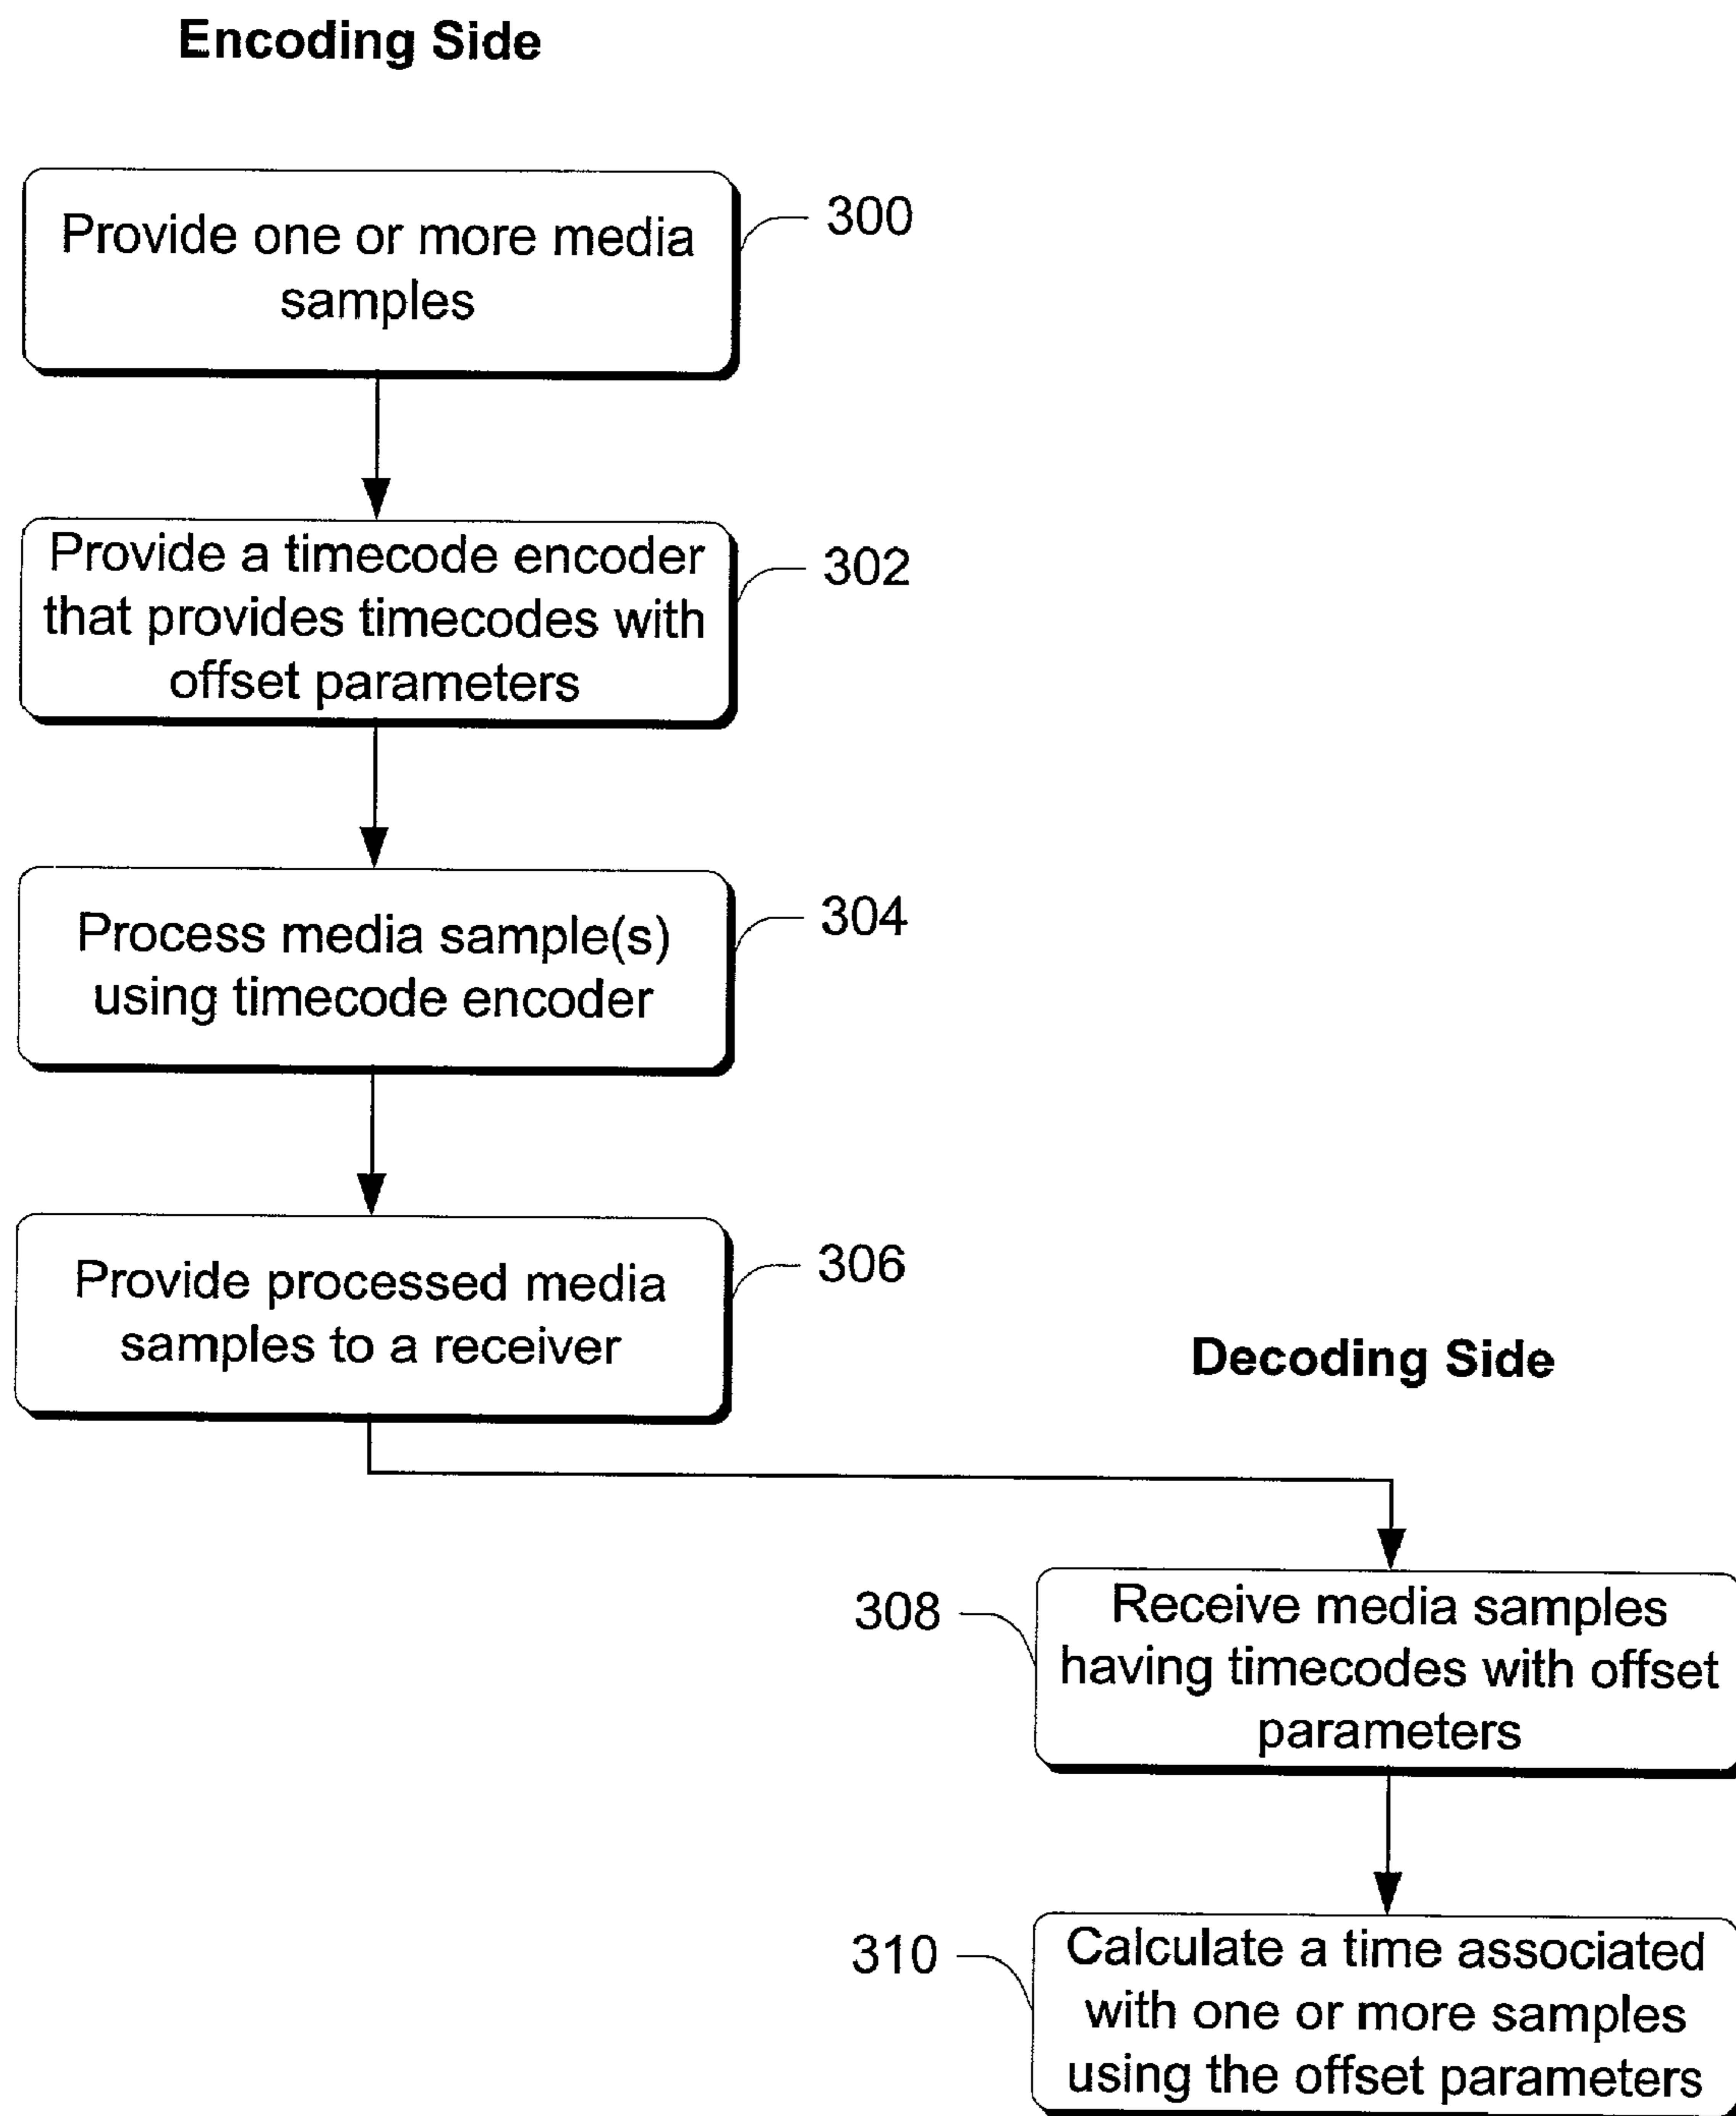 Encoding Side
Provide one or more media
samples
300
Provide a timecode encoder
that provides timecodes with
offset parameters
302
Process media sample(s)
using timecode encoder
304
Provide processed media
samples to a receiver
306
Decoding Side
308
Receive media samples
having timecodes with offset
parameters
310
Calculate a time associated
with one or more samples
using the offset parameters